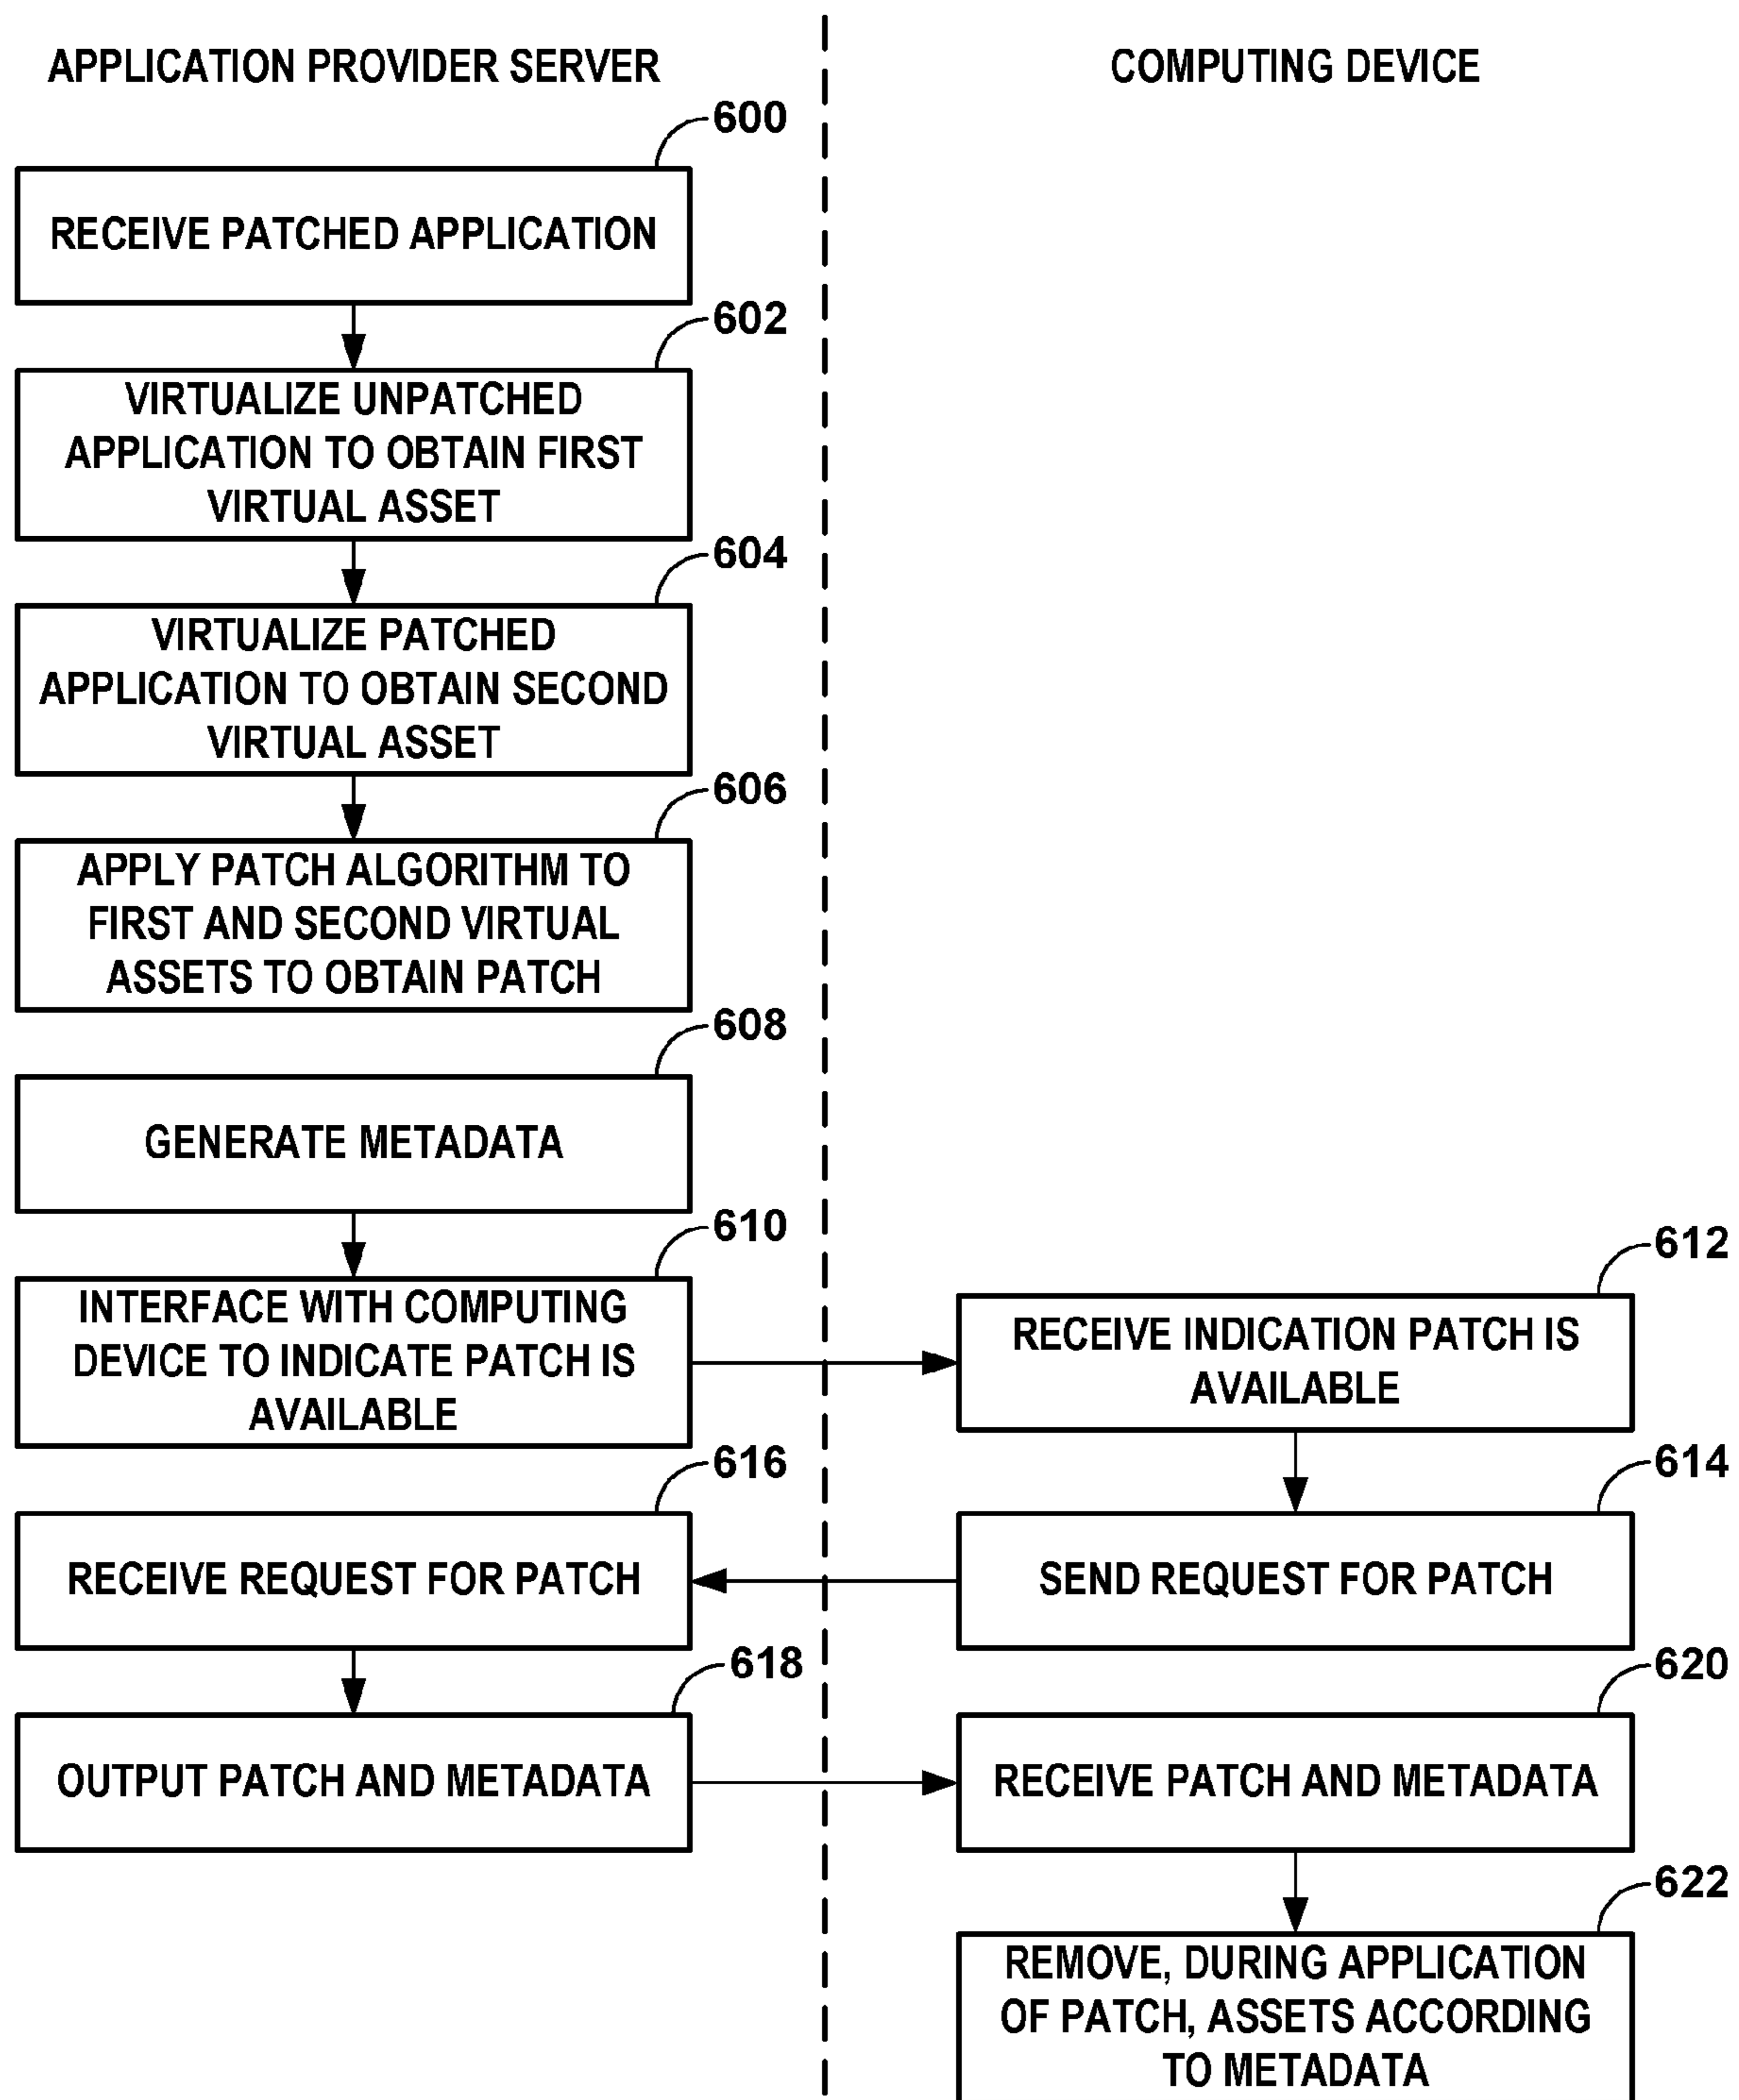 APPLICATION PROVIDER SERVER
COMPUTING DEVICE
600
RECEIVE PATCHED APPLICATION
602
VIRTUALIZE UNPATCHED
APPLICATION TO OBTAIN FIRST
VIRTUAL ASSET
604
VIRTUALIZE PATCHED
APPLICATION TO OBTAIN SECOND
VIRTUAL ASSET
606
APPLY PATCH ALGORITHM TO
FIRST AND SECOND VIRTUAL
ASSETS TO OBTAIN PATCH
608
GENERATE METADATA
610
INTERFACE WITH COMPUTING
DEVICE TO INDICATE PATCH IS
AVAILABLE
612
RECEIVE INDICATION PATCH IS
AVAILABLE
614
SEND REQUEST FOR PATCH
616
RECEIVE REQUEST FOR PATCH
618
OUTPUT PATCH AND METADATA
620
RECEIVE PATCH AND METADATA
622
REMOVE, DURING APPLICATION
OF PATCH, ASSETS ACCORDING
TO METADATA